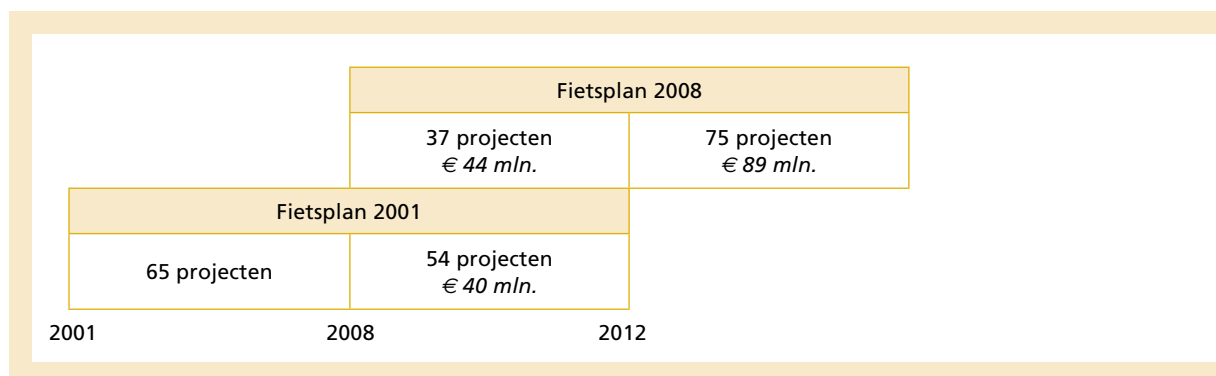 Fietsplan 2008
37 projecten
€ 44 mln.
75 projecten
€ 89 mln.
Fietsplan 2001
65 projecten
54 projecten
€ 40 mln.
2001
2008
2012